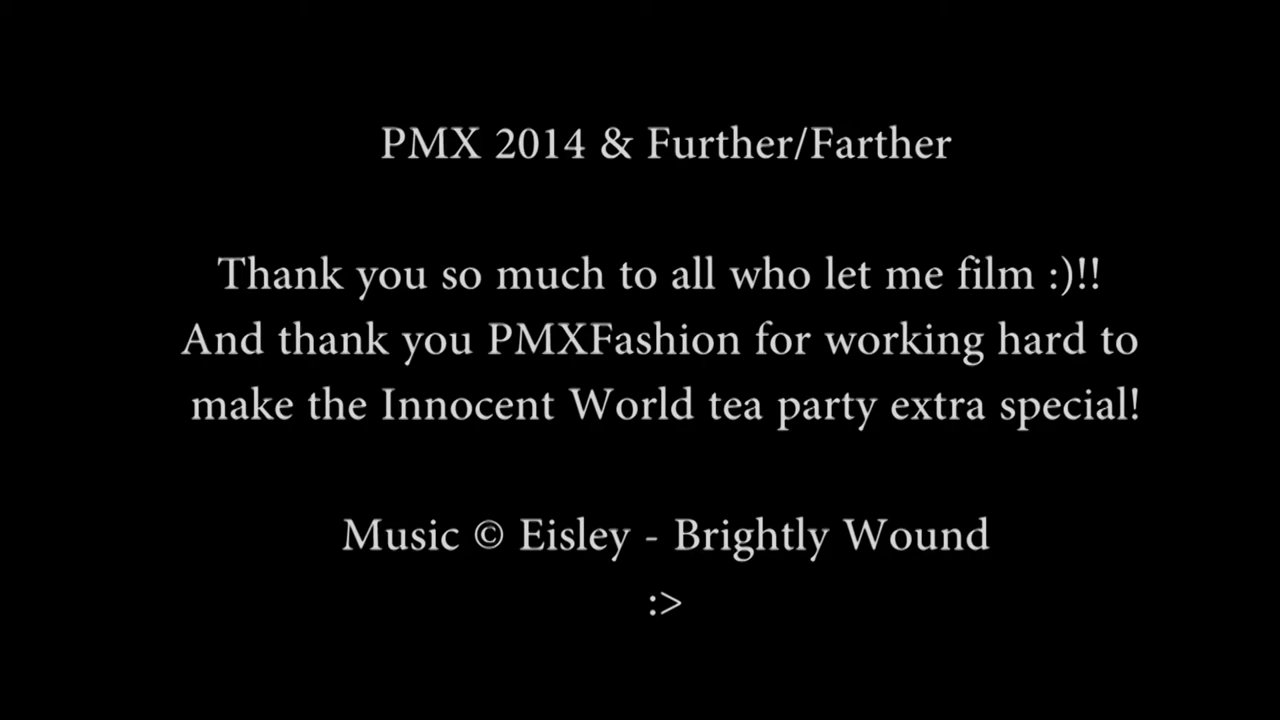 PMX 2014 & Further/Farther
Thank you so much to all who let me film :)!!
And thank you PMXFashion for working hard to
make the Innocent World tea party extra special!
Music © Eisley - Brightly Wound
:>